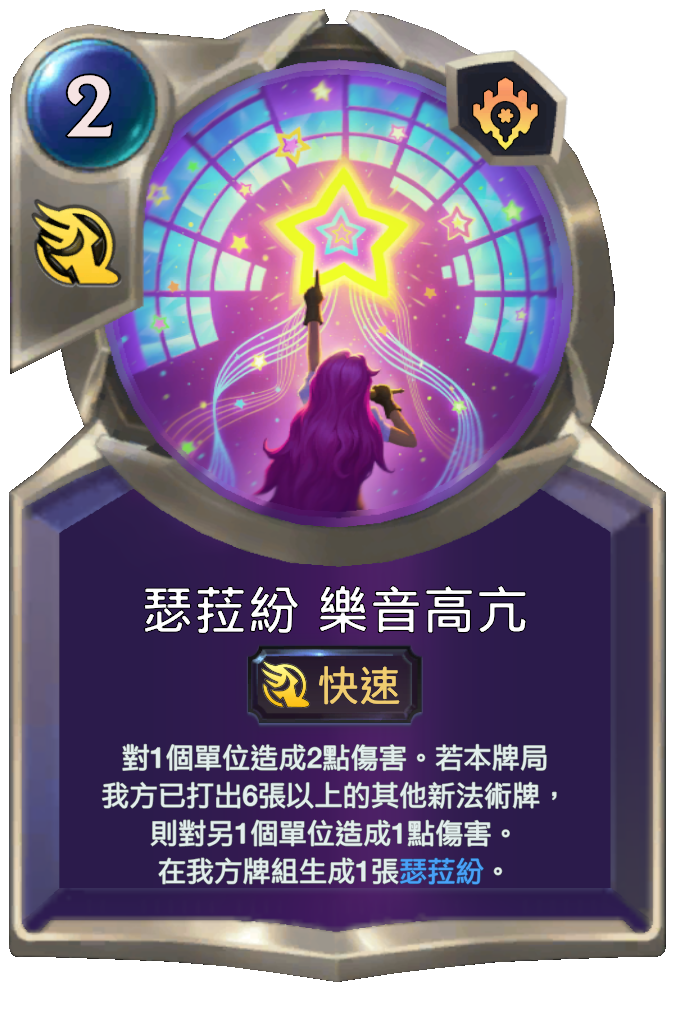 2
瑟菈紛 樂音高亢
快速
對1個單位造成2點傷害。若本牌局
我方已打出6張以上的其他新法術牌，
則對另1個單位造成1點傷害。
在我方牌組生成1張瑟菈紛。